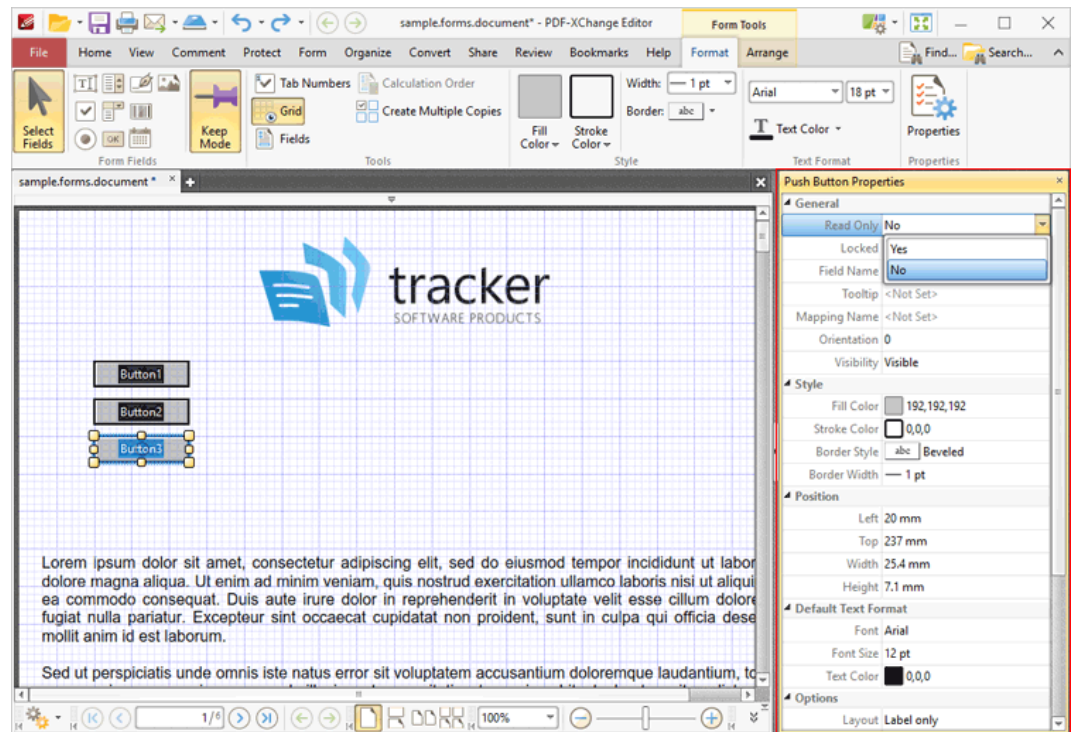 sample.forms.document* - PDF-XChange Editor
Form Tools
File Home View Comment Protect Form Organize Convert Share Review Bookmarks Help Format Arrange
Find... Search...
Select Fields
OK
Form Fields
Keep Mode
Tab Numbers
Grid
Fields
Calculation Order
Create Multiple Copies
Tools
Fill Color
Stroke Color
Width: 1 pt
Border: abc
Style
Arial 18 pt
Text Color
Text Format
Properties
Properties
sample.forms.document *
tracker
SOFTWARE PRODUCTS
Button1
Button2
Button3
Lorem ipsum dolor sit amet, consectetur adipiscing elit, sed do eiusmod tempor incididunt ut labor
dolore magna aliqua. Ut enim ad minim veniam, quis nostrud exercitation ullamco laboris nisi ut aliqui
ea commodo consequat. Duis aute irure dolor in reprehenderit in voluptate velit esse cillum dolore
fugiat nulla pariatur. Excepteur sint occaecat cupidatat non proident, sunt in culpa qui officia dese
mollit anim id est laborum.
Sed ut perspiciatis unde omnis iste natus error sit voluptatem accusantium doloremque laudantium, to
1/6
100%
Push Button Properties
General
Read Only No
Yes
No
Locked
Field Name
Tooltip <Not Set>
Mapping Name <Not Set>
Orientation 0
Visibility Visible
Style
Fill Color 192,192,192
Stroke Color 0,0,0
Border Style abc Beveled
Border Width 1 pt
Position
Left 20 mm
Top 237 mm
Width 25.4 mm
Height 7.1 mm
Default Text Format
Font Arial
Font Size 12 pt
Text Color 0,0,0
Options
Layout Label only